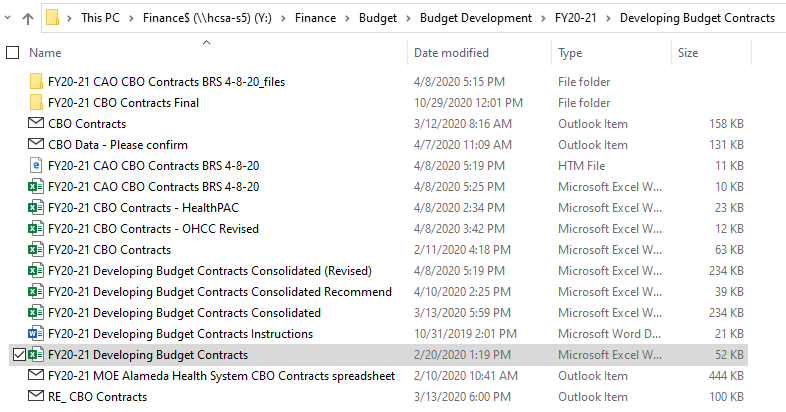 This PC > Finance$ (\\hcsa-s5) (Y:) > Finance > Budget > Budget Development > FY20-21 > Developing Budget Contracts
Name Date modified Type Size
FY20-21 CAO CBO Contracts BRS 4-8-20_files 4/8/2020 5:15 PM File folder
FY20-21 CBO Contracts Final 10/29/2020 12:01 PM File folder
CBO Contracts 3/12/2020 8:16 AM Outlook Item 158 KB
CBO Data - Please confirm 4/7/2020 11:09 AM Outlook Item 131 KB
FY20-21 CAO CBO Contracts BRS 4-8-20 4/8/2020 5:19 PM HTM File 11 KB
FY20-21 CAO CBO Contracts BRS 4-8-20 4/8/2020 5:25 PM Microsoft Excel W... 10 KB
FY20-21 CBO Contracts - HealthPAC 4/8/2020 2:34 PM Microsoft Excel W... 23 KB
FY20-21 CBO Contracts - OHCC Revised 4/8/2020 3:42 PM Microsoft Excel W... 12 KB
FY20-21 CBO Contracts 2/11/2020 4:18 PM Microsoft Excel W... 63 KB
FY20-21 Developing Budget Contracts Consolidated (Revised) 4/8/2020 5:19 PM Microsoft Excel W... 234 KB
FY20-21 Developing Budget Contracts Consolidated Recommend 4/10/2020 2:25 PM Microsoft Excel W... 39 KB
FY20-21 Developing Budget Contracts Consolidated 3/13/2020 5:59 PM Microsoft Excel W... 234 KB
FY20-21 Developing Budget Contracts Instructions 10/31/2019 2:01 PM Microsoft Word D... 21 KB
FY20-21 Developing Budget Contracts 2/20/2020 1:19 PM Microsoft Excel W... 52 KB
FY20-21 MOE Alameda Health System CBO Contracts spreadsheet 2/10/2020 10:41 AM Outlook Item 444 KB
RE_ CBO Contracts 3/13/2020 6:00 PM Outlook Item 100 KB